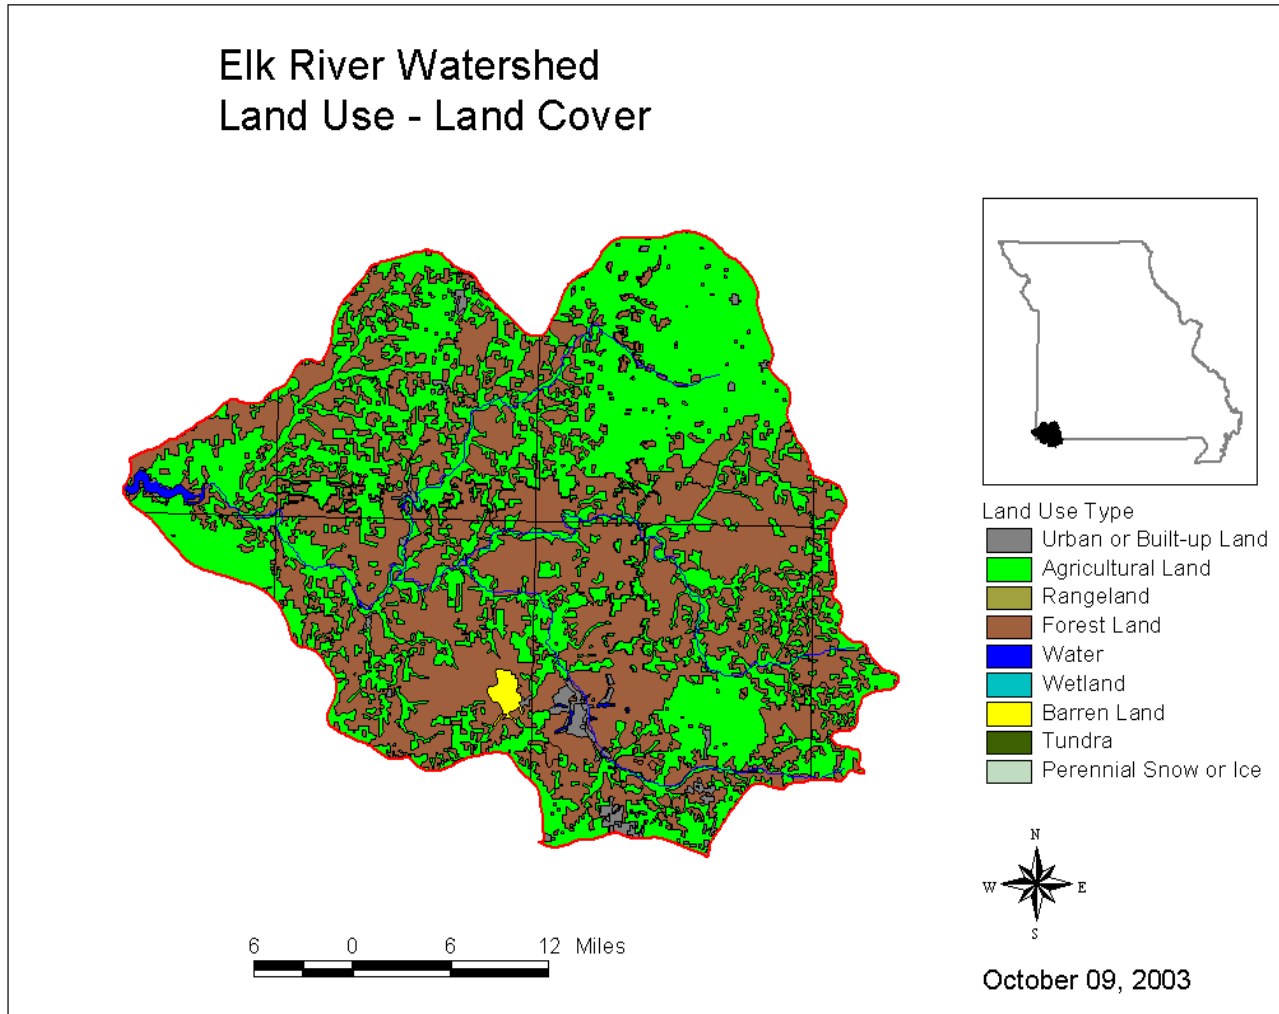 Elk River Watershed
Land Use - Land Cover
Land Use Type
Urban or Built-up Land
Agricultural Land
Rangeland
Forest Land
Water
Wetland
Barren Land
Tundra
Perennial Snow or Ice
N
W E
S
6 0 6 12 Miles
October 09, 2003